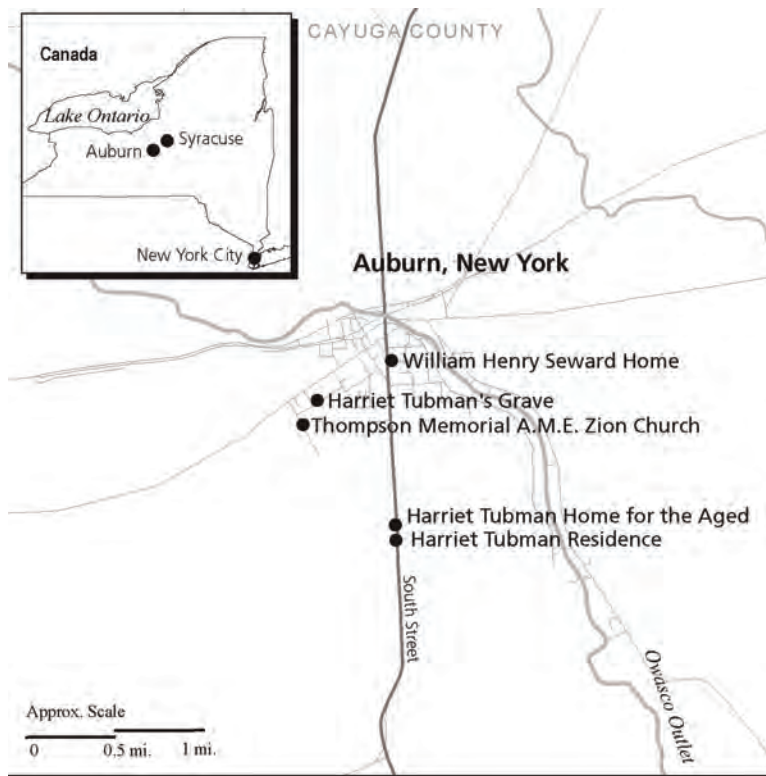 CAYUGA COUNTY
Canada
Lake Ontario
Syracuse
Auburn
New York City
Auburn, New York
William Henry Seward Home
Harriet Tubman's Grave
Thompson Memorial A.M.E. Zion Church
Harriet Tubman Home for the Aged
Harriet Tubman Residence
South Street
Owasco Outlet
Approx. Scale
0 0.5 mi. 1 mi.